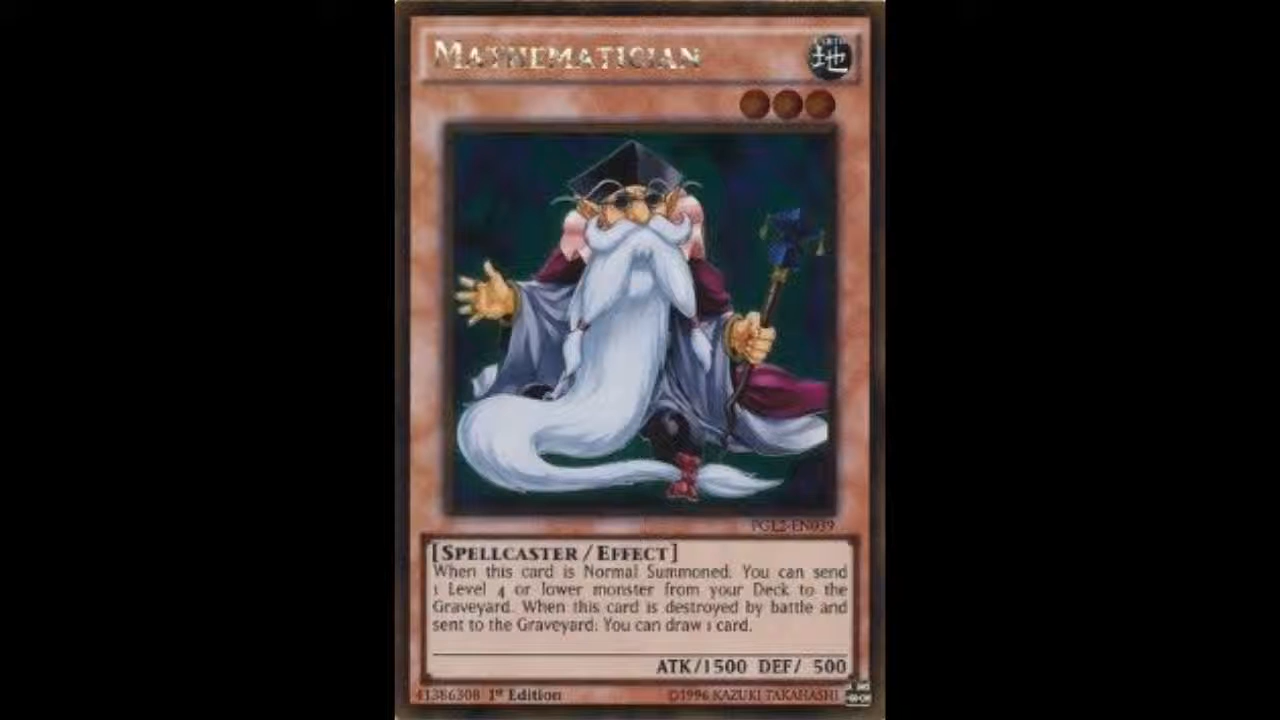 MATHEMATICIAN
EARTH
地
PGL2-EN039
[SPELLCASTER/EFFECT]
When this card is Normal Summoned: You can send
1 Level 4 or lower monster from your Deck to the
Graveyard. When this card is destroyed by battle and
sent to the Graveyard: You can draw 1 card.
ATK/1500 DEF/ 500
41386308 1st Edition ©1996 KAZUKI TAKAHASHI